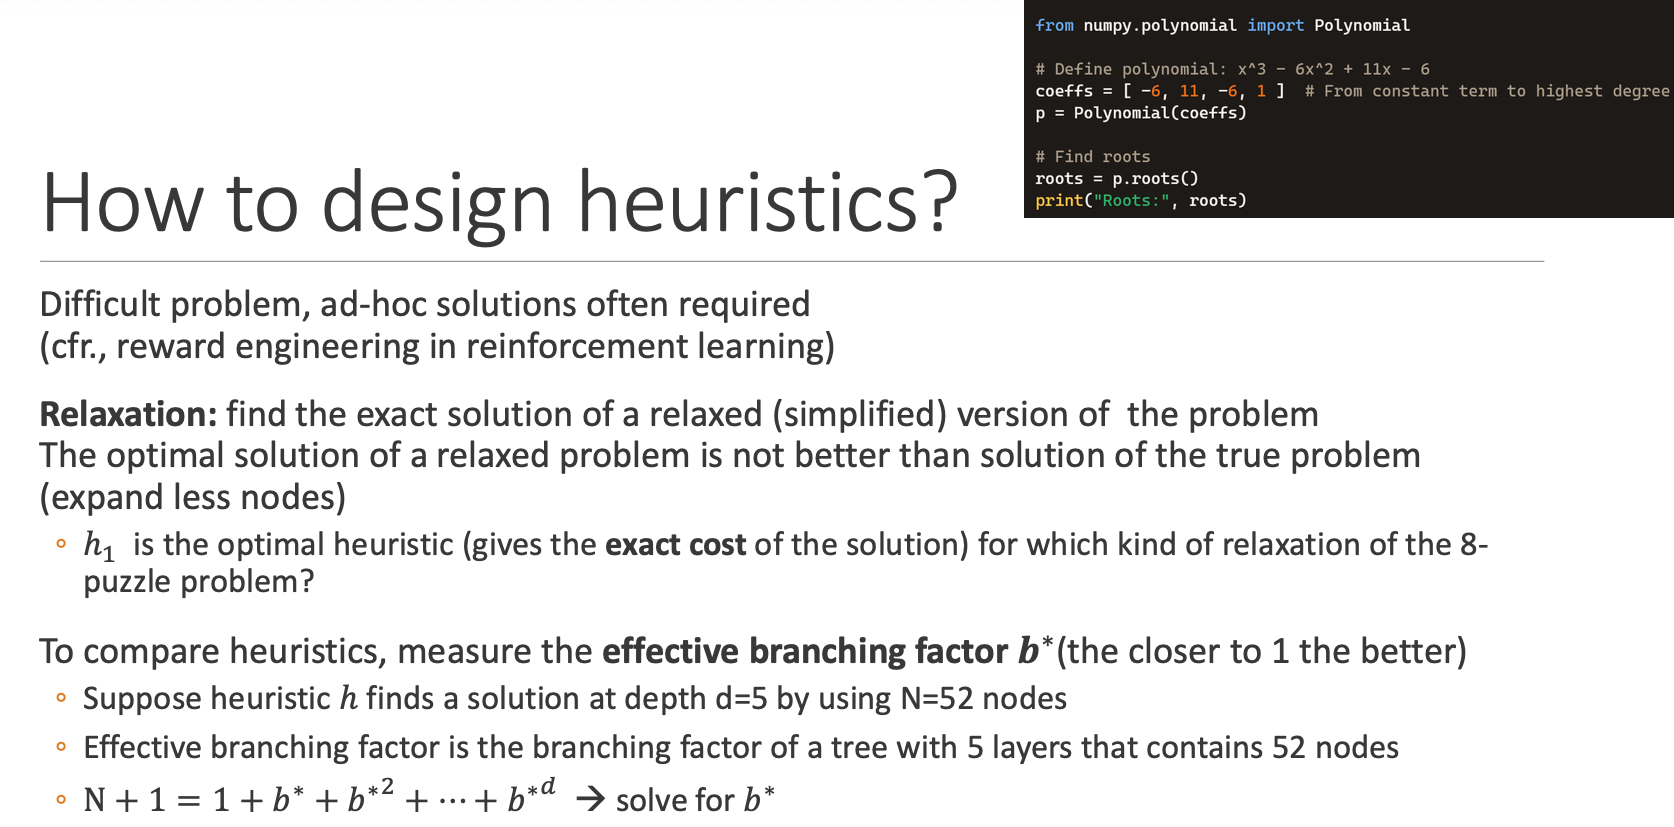 from numpy.polynomial import Polynomial
# Define polynomial: x^3 − 6x^2 + 11x − 6
coeffs = [ −6, 11, −6, 1 ]  # From constant term to highest degree
p = Polynomial(coeffs)
# Find roots
roots = p.roots()
print("Roots:", roots)
How to design heuristics?
Difficult problem, ad-hoc solutions often required
(cfr., reward engineering in reinforcement learning)
Relaxation: find the exact solution of a relaxed (simplified) version of  the problem
The optimal solution of a relaxed problem is not better than solution of the true problem
(expand less nodes)
◦ h₁ is the optimal heuristic (gives the exact cost of the solution) for which kind of relaxation of the 8-
puzzle problem?
To compare heuristics, measure the effective branching factor b*(the closer to 1 the better)
◦ Suppose heuristic h finds a solution at depth d=5 by using N=52 nodes
◦ Effective branching factor is the branching factor of a tree with 5 layers that contains 52 nodes
◦ N + 1 = 1 + b* + b*² + ⋯ + b*ᵈ → solve for b*